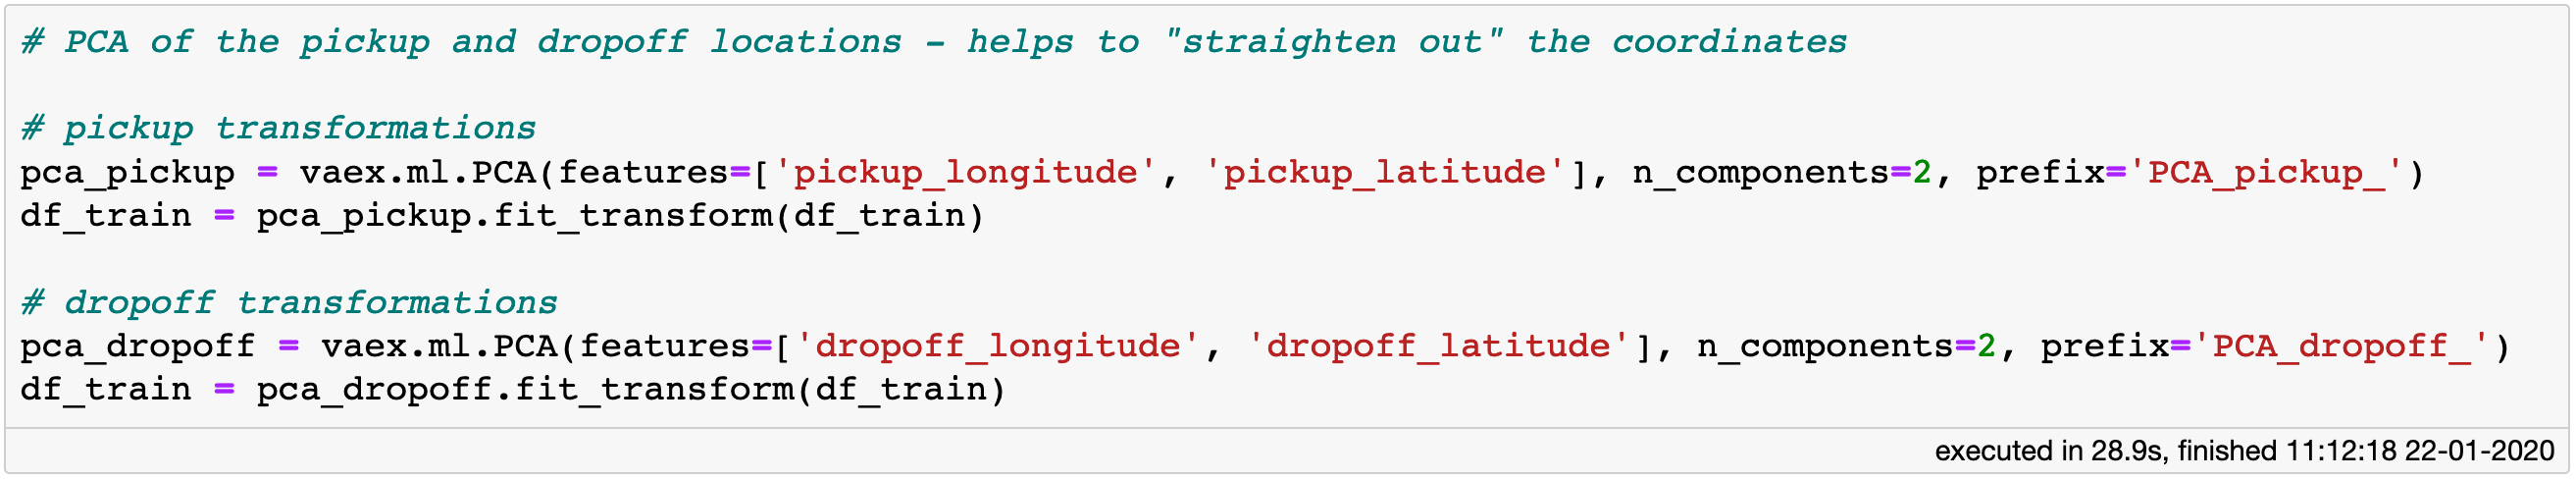 # PCA of the pickup and dropoff locations - helps to "straighten out" the coordinates
# pickup transformations
pca_pickup = vaex.ml.PCA(features=['pickup_longitude', 'pickup_latitude'], n_components=2, prefix='PCA_pickup_')
df_train = pca_pickup.fit_transform(df_train)
# dropoff transformations
pca_dropoff = vaex.ml.PCA(features=['dropoff_longitude', 'dropoff_latitude'], n_components=2, prefix='PCA_dropoff_')
df_train = pca_dropoff.fit_transform(df_train)
executed in 28.9s, finished 11:12:18 22-01-2020